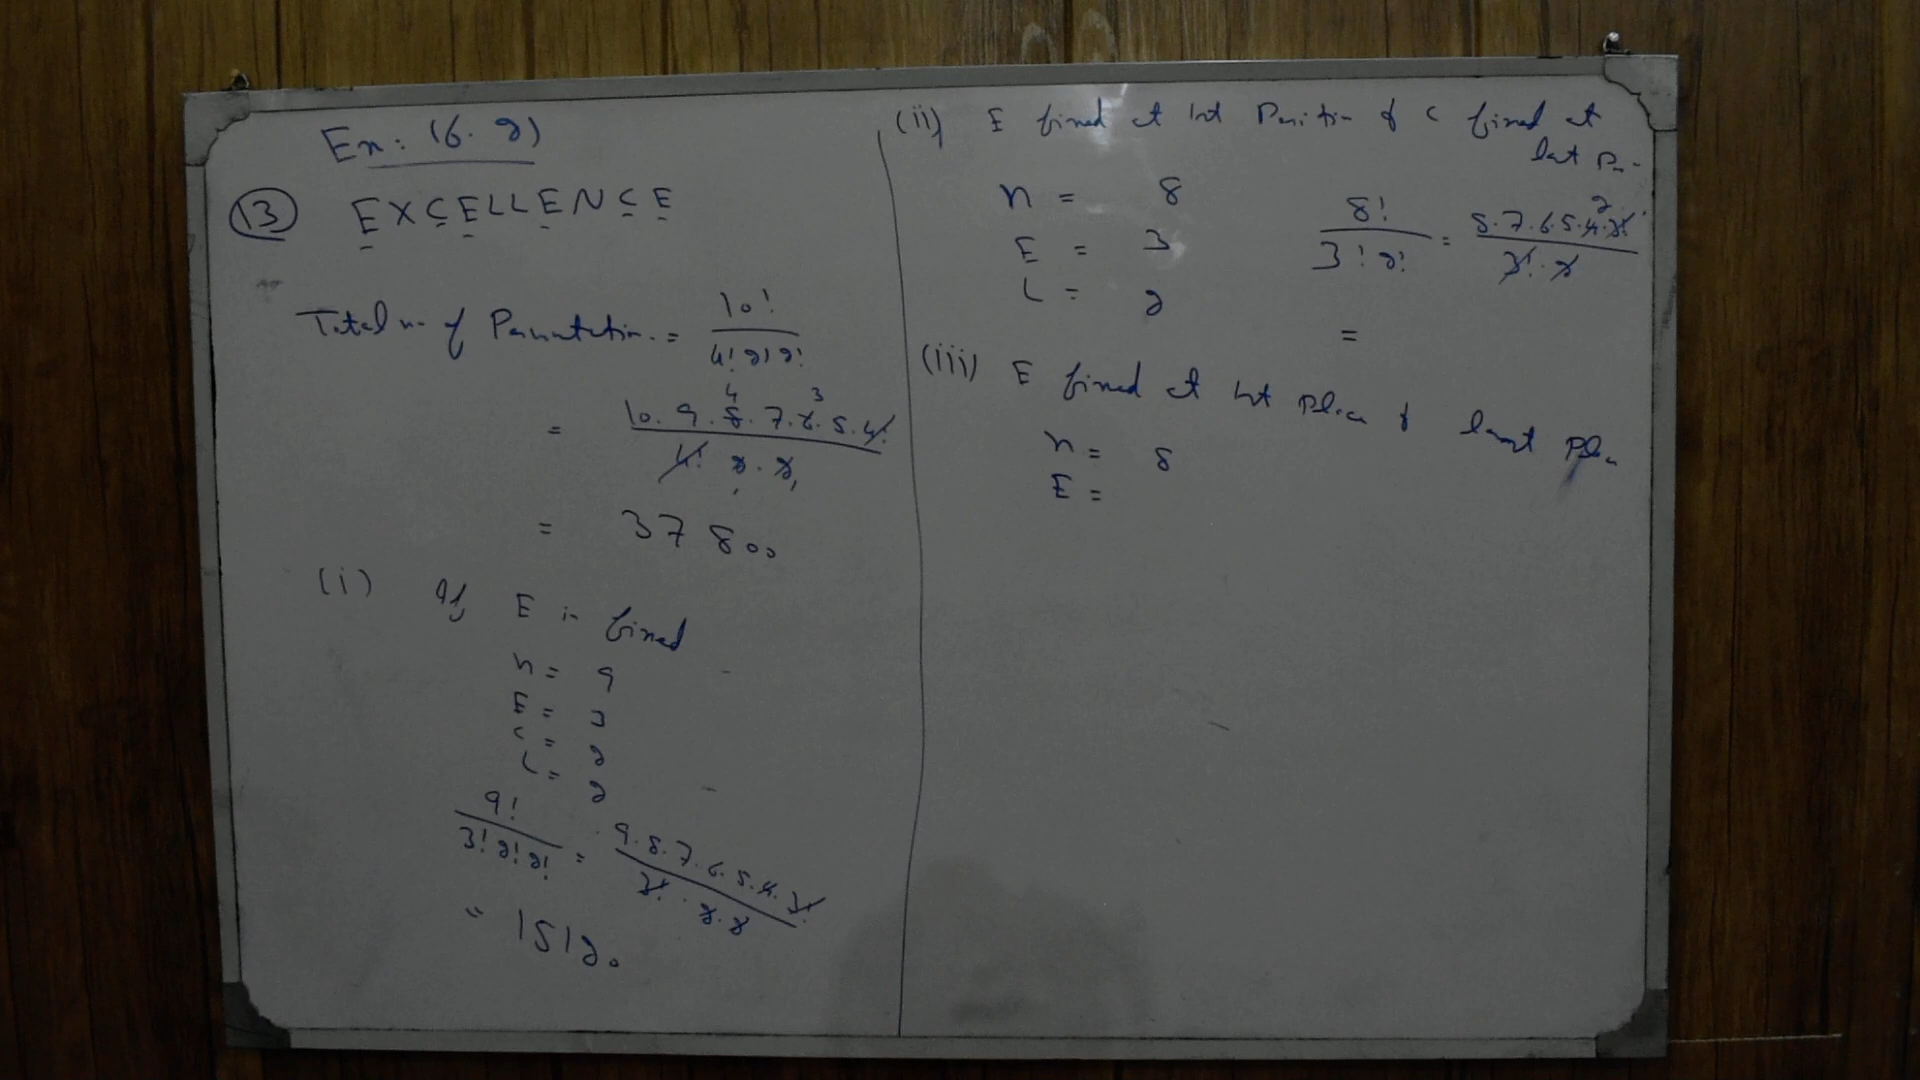 Ex: (6.2)
13 EXCELLENCE
Total no of Permutation = 10! / 4! 2! 2!
= 10.9.8.7.6.5.4! / 4! 2.2
4 3
= 37800
(i) If E is fixed
n = 9
E = 3
C = 2
L = 2
9! / 3! 2! 2! = 9.8.7.6.5.4.3! / 3!.2.2
= 15120
(ii) E fixed at 1st Position & C fixed at
last Po-
n = 8
E = 3
L = 2
8! / 3! 2! = 8.7.6.5.4.3! / 3!.2
2
=
(iii) E fixed at 1st Place & last Place
n = 8
E =